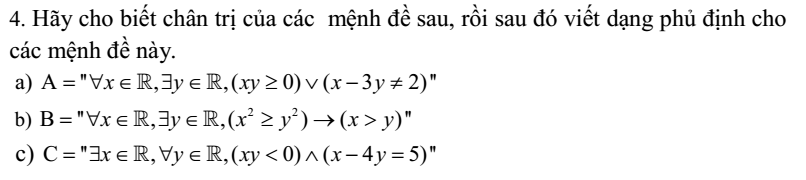 4. Hãy cho biết chân trị của các mệnh đề sau, rồi sau đó viết dạng phủ định cho
các mệnh đề này.
a) A = "∀x ∈ ℝ, ∃y ∈ ℝ, (xy ≥ 0) ∨ (x − 3y ≠ 2)"
b) B = "∀x ∈ ℝ, ∃y ∈ ℝ, (x² ≥ y²) → (x > y)"
c) C = "∃x ∈ ℝ, ∀y ∈ ℝ, (xy < 0) ∧ (x − 4y = 5)"